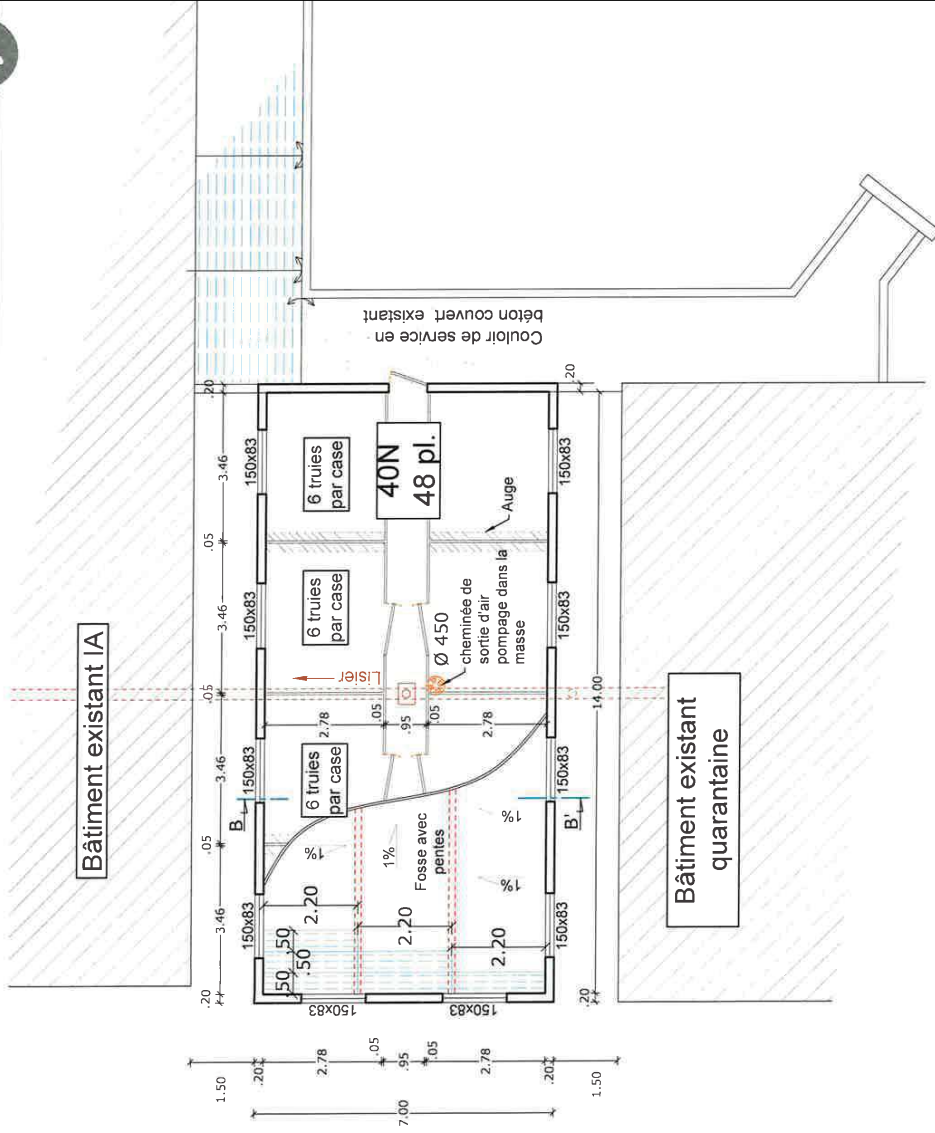 Bâtiment existant IA
Couloir de service en
béton couvert existant
.20
3.46
.05
3.46
.05
3.46
.05
3.46
.20
150x83
150x83
150x83
150x83
6 truies
par case
6 truies
par case
6 truies
par case
40N
48 pl.
Auge
Lisier
Ø 450
cheminée de
sortie d'air
pompage dans la
masse
2.78
.05
.95
.05
2.78
B
B'
1%
1%
1%
1%
Fosse avec
pentes
2.20
2.20
2.20
.50
.50
.50
150x83
150x83
150x83
150x83
150x83
150x83
.20
14.00
.20
1.50
.20
2.78
.05
.95
.05
2.78
.20
1.50
7.00
Bâtiment existant
quarantaine